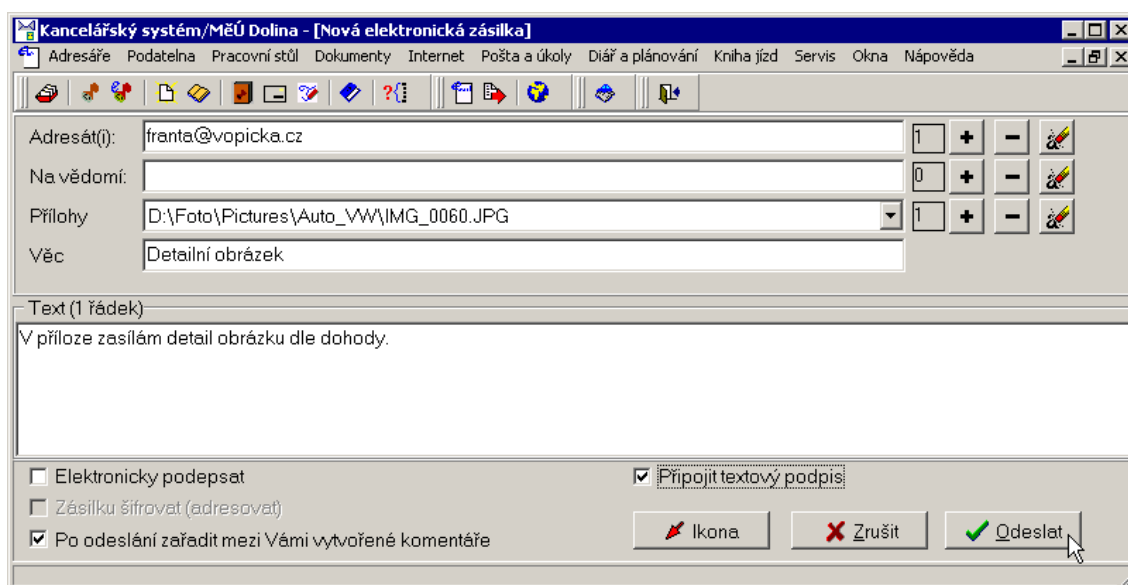 Kancelářský systém/MěÚ Dolina - [Nová elektronická zásilka]
Adresáře Podatelna Pracovní stůl Dokumenty Internet Pošta a úkoly Diář a plánování Kniha jízd Servis Okna Nápověda
Adresát(i): franta@vopicka.cz 1
Na vědomí: 0
Přílohy D:\Foto\Pictures\Auto_VW\IMG_0060.JPG 1
Věc Detailní obrázek
Text (1 řádek)
V příloze zasílám detail obrázku dle dohody.
Elektronicky podepsat Připojit textový podpis
Zásilku šifrovat (adresovat)
Po odeslání zařadit mezi Vámi vytvořené komentáře Ikona Zrušit Odeslat